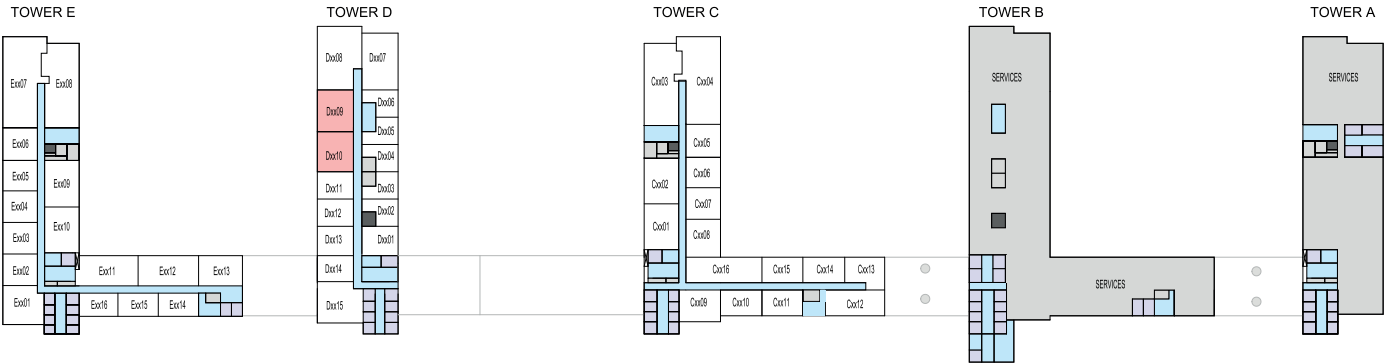 TOWER E
TOWER D
TOWER C
TOWER B
TOWER A
Exx07
Exx08
Exx06
Exx05
Exx09
Exx04
Exx10
Exx03
Exx02
Exx11
Exx12
Exx13
Exx01
Exx16
Exx15
Exx14
Dxx08
Dxx07
Dxx09
Dxx06
Dxx05
Dxx10
Dxx04
Dxx11
Dxx03
Dxx12
Dxx02
Dxx13
Dxx01
Dxx14
Dxx15
Cxx03
Cxx04
Cxx05
Cxx02
Cxx06
Cxx07
Cxx01
Cxx08
Cxx16
Cxx15
Cxx14
Cxx13
Cxx09
Cxx10
Cxx11
Cxx12
SERVICES
SERVICES
SERVICES